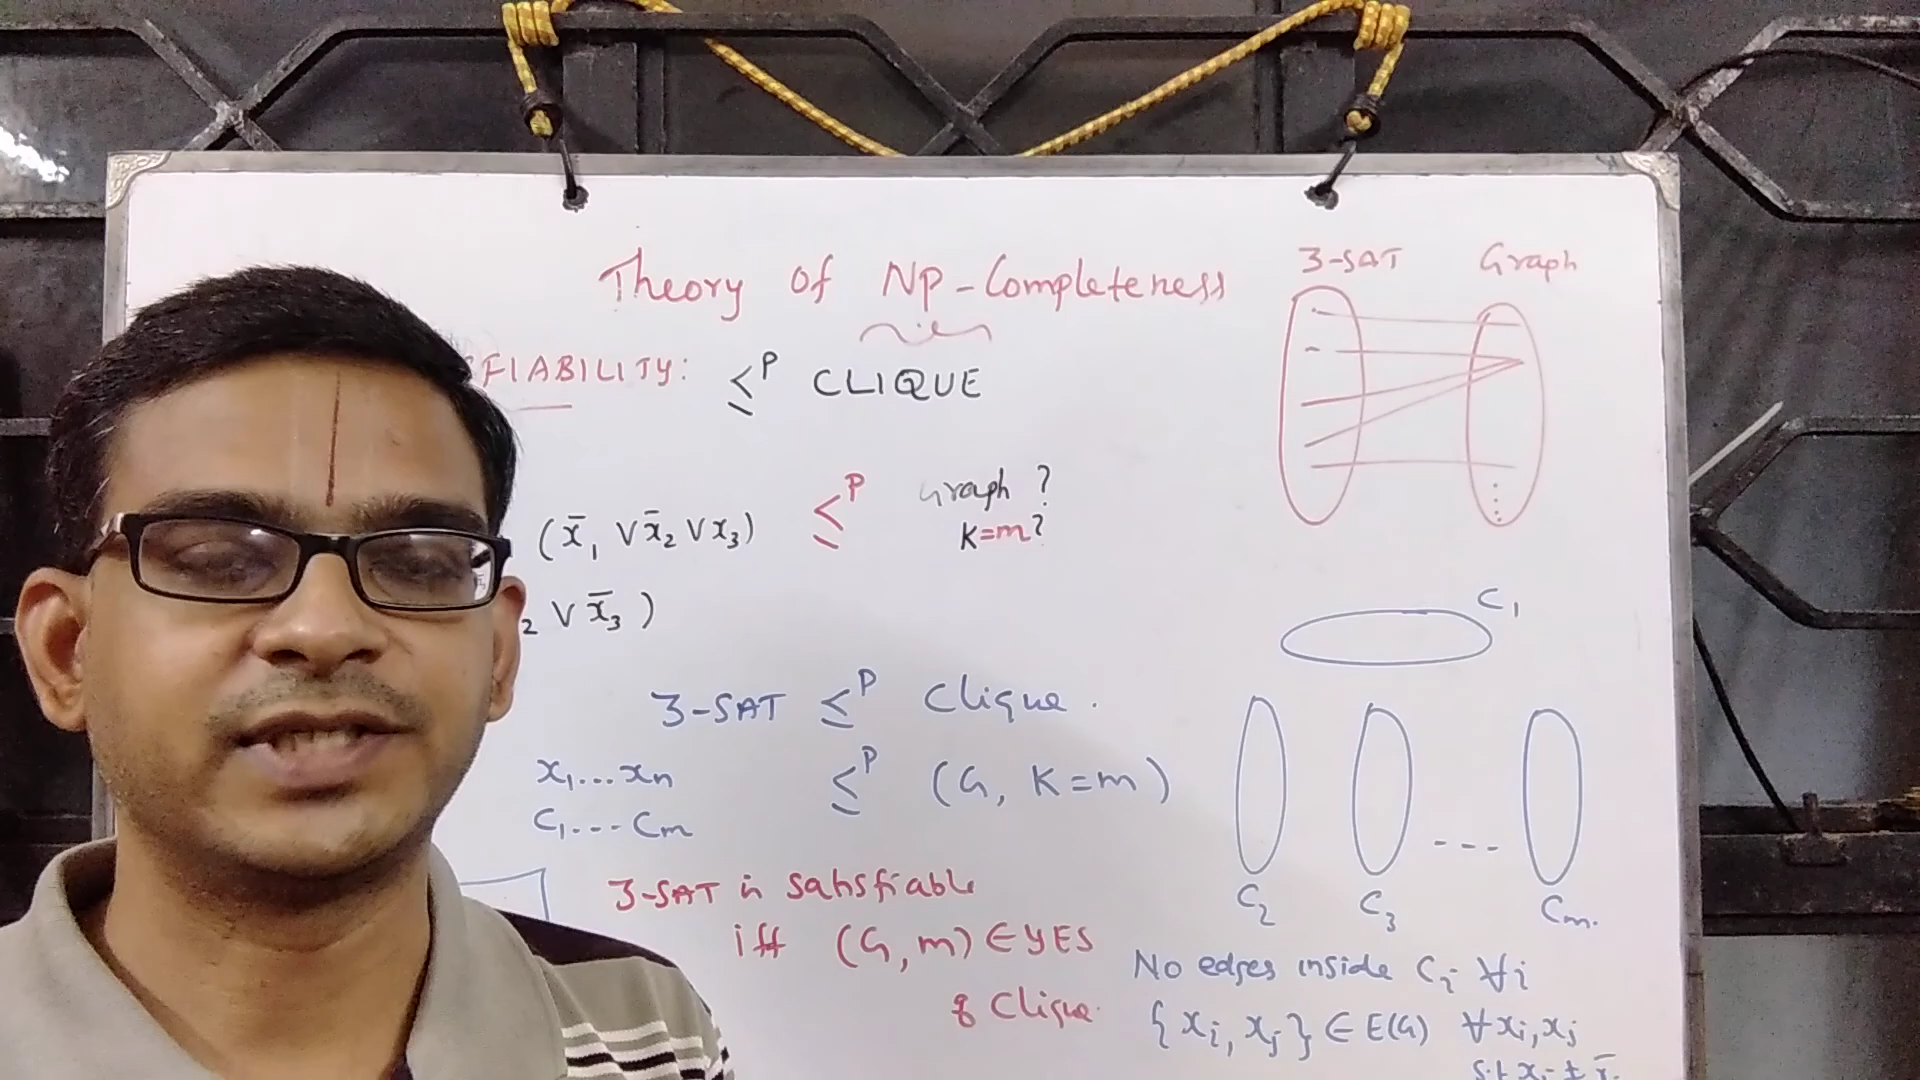 Theory of NP-Completeness
FIABILITY: ≤ᴾ CLIQUE
(x̄₁ ∨ x̄₂ ∨ x₃) ≤ᴾ Graph ?
K=m?
₂ ∨ x̄₃ )
3-SAT ≤ᴾ Clique.
x₁...xₙ ≤ᴾ (G, K=m)
C₁...Cₘ
3-SAT is satisfiable
iff (G, m) ∈ YES
of Clique.
3-SAT Graph
C₁
C₂ C₃ --- Cₘ.
No edges inside Cᵢ ∀i
{xᵢ, xⱼ} ∈ E(G) ∀xᵢ,xⱼ
s.t xᵢ ≠